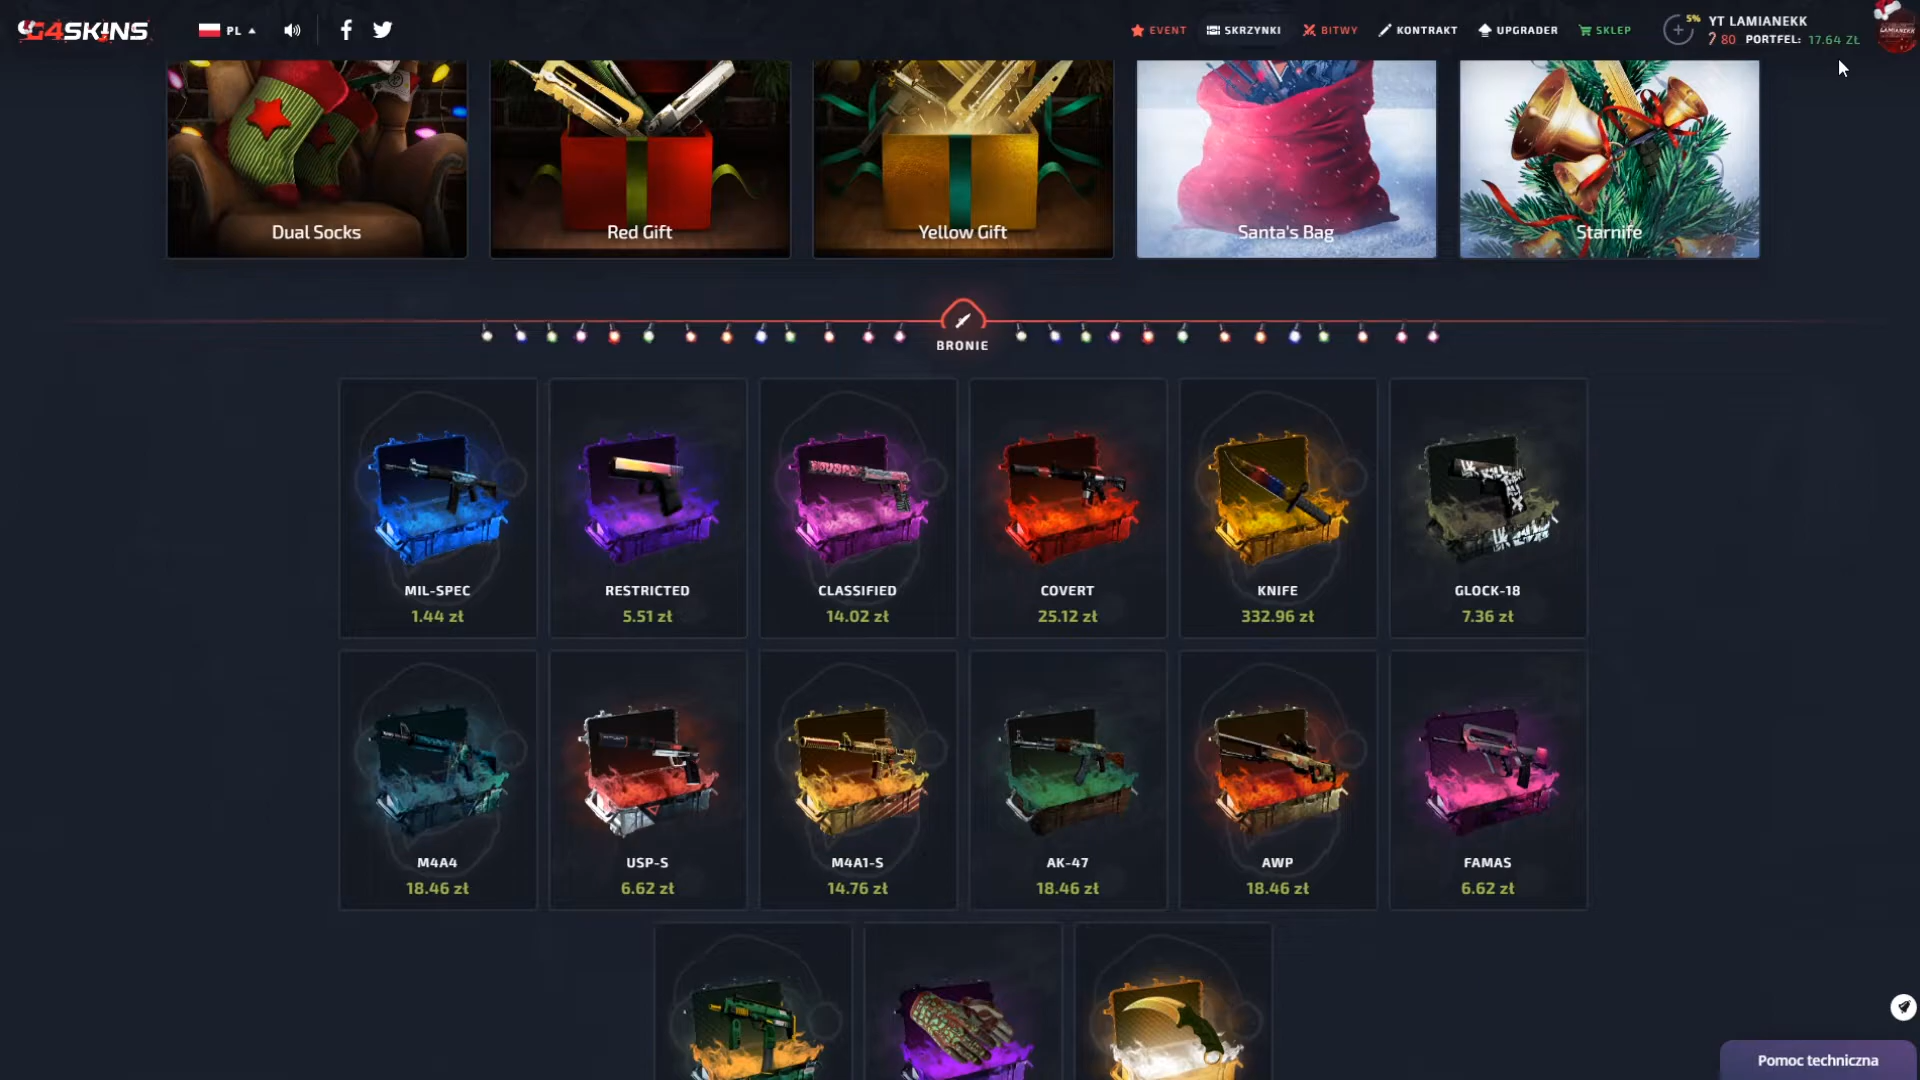 G4SKINS
PL
EVENT
SKRZYNKI
BITWY
KONTRAKT
UPGRADER
SKLEP
5%
YT LAMIANEKK
80 PORTFEL: 17.64 ZŁ
LAMIANEKK
Dual Socks
Red Gift
Yellow Gift
Santa's Bag
Starnife
BRONIE
MIL-SPEC
1.44 zł
RESTRICTED
5.51 zł
CLASSIFIED
14.02 zł
COVERT
25.12 zł
KNIFE
332.96 zł
GLOCK-18
7.36 zł
M4A4
18.46 zł
USP-S
6.62 zł
M4A1-S
14.76 zł
AK-47
18.46 zł
AWP
18.46 zł
FAMAS
6.62 zł
Pomoc techniczna